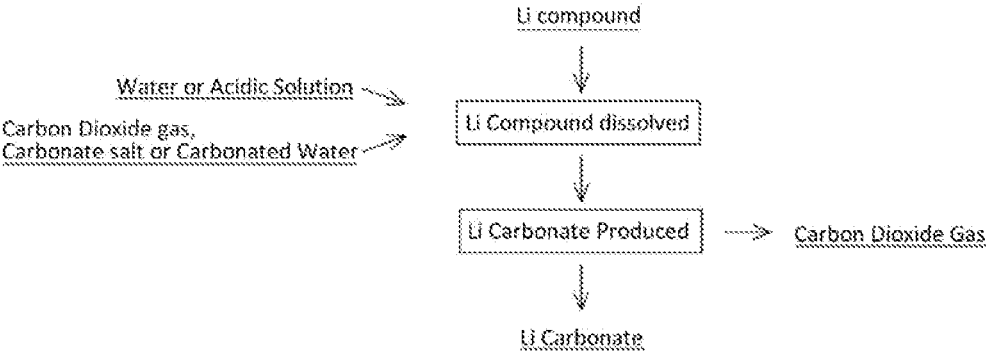 Li compound
Water or Acidic Solution
Carbon Dioxide gas,
Carbonate salt or Carbonated Water
Li Compound dissolved
Li Carbonate Produced
Carbon Dioxide Gas
Li Carbonate